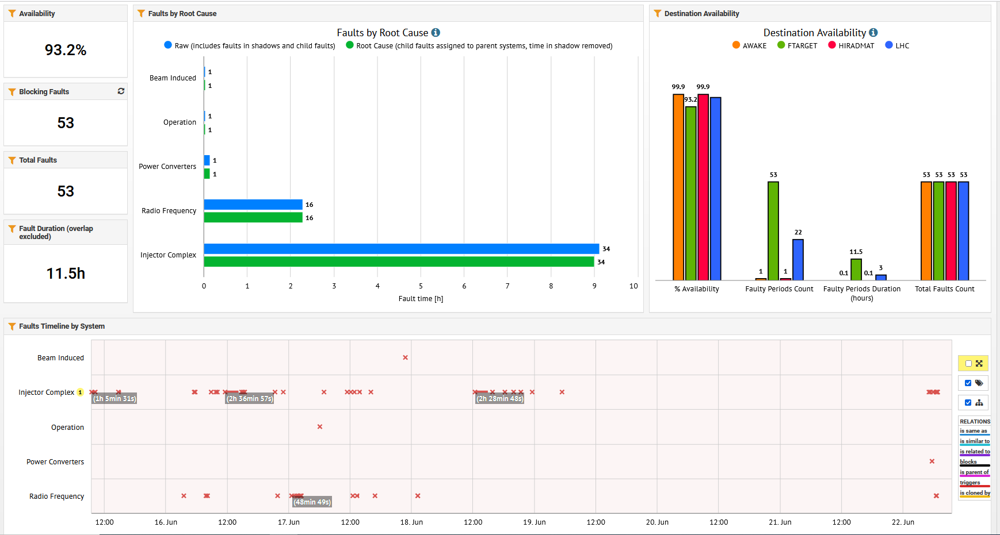 Availability
93.2%
Blocking Faults
53
Total Faults
53
Fault Duration (overlap
excluded)
11.5h
Faults by Root Cause
Faults by Root Cause
Raw (includes faults in shadows and child faults)
Root Cause (child faults assigned to parent systems, time in shadow removed)
Beam Induced
1
1
Operation
1
1
Power Converters
1
1
Radio Frequency
16
16
Injector Complex
34
34
0 1 2 3 4 5 6 7 8 9 10
Fault time [h]
Destination Availability
Destination Availability
AWAKE FTARGET HIRADMAT LHC
99.9 93.2 99.9
1 53 1 22
0.1 11.5 0.1 3
53 53 53 53
% Availability
Faulty Periods Count
Faulty Periods Duration
(hours)
Total Faults Count
Faults Timeline by System
Beam Induced
Injector Complex 1
(1h 5min 31s)
(2h 36min 57s)
(2h 28min 48s)
Operation
Power Converters
Radio Frequency
(48min 49s)
12:00 16. Jun 12:00 17. Jun 12:00 18. Jun 12:00 19. Jun 12:00 20. Jun 12:00 21. Jun 12:00 22. Jun
RELATIONS
is same as
is similar to
is related to
blocks
is parent of
triggers
is cloned by